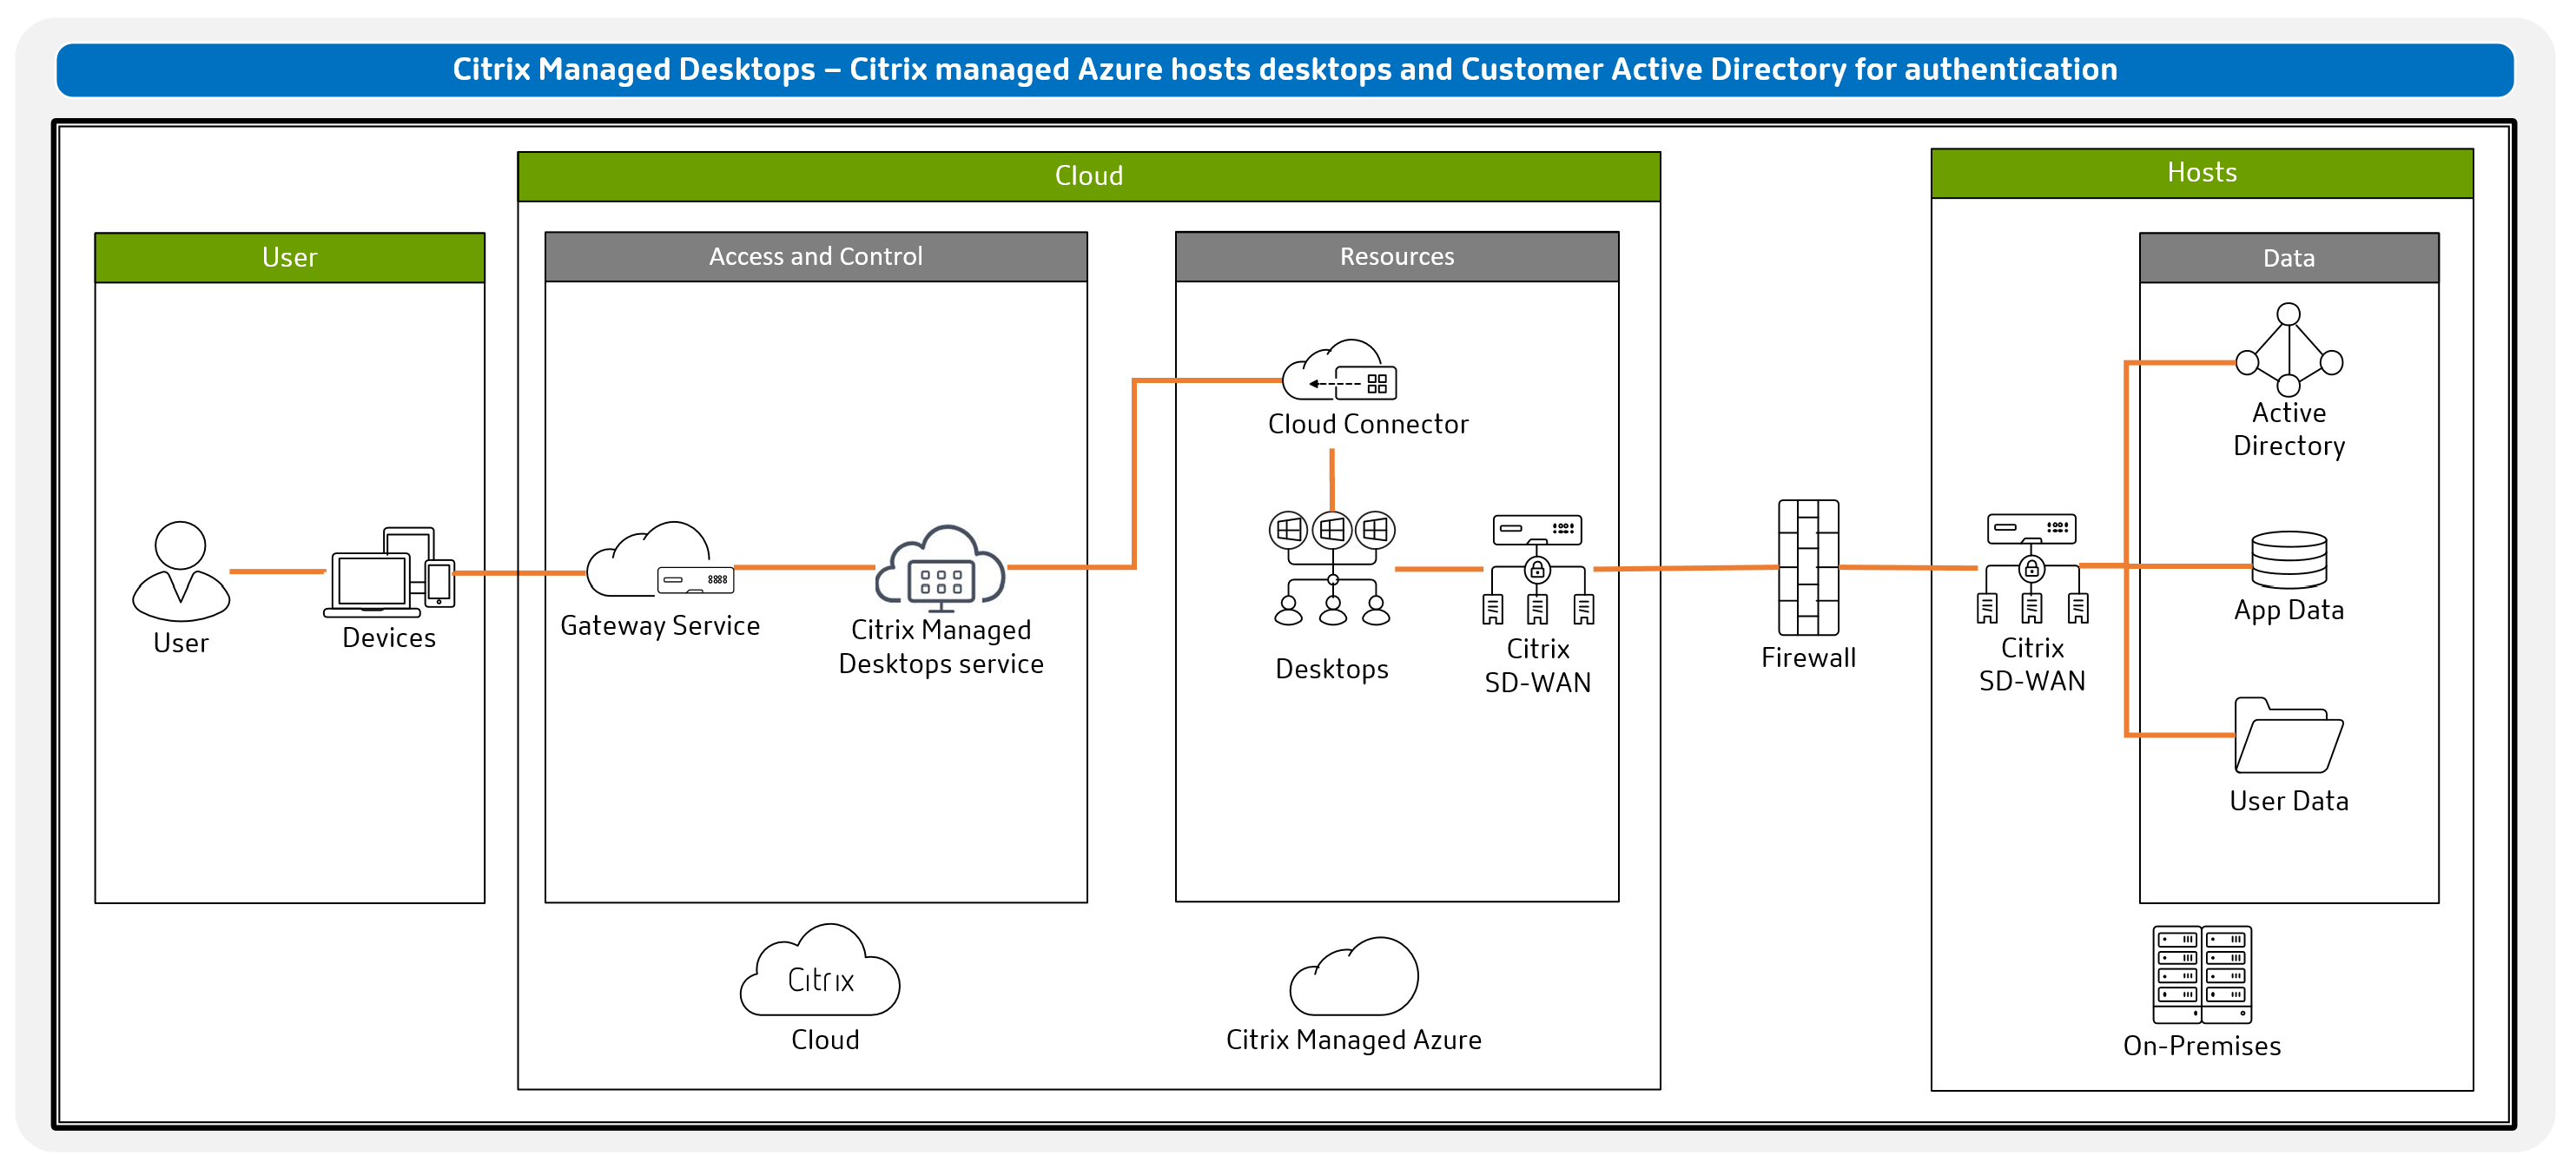 Citrix Managed Desktops – Citrix managed Azure hosts desktops and Customer Active Directory for authentication
Cloud
Hosts
User
Access and Control
Resources
Data
User
Devices
Gateway Service
Citrix Managed
Desktops service
Cloud Connector
Desktops
Citrix
SD-WAN
Firewall
Citrix
SD-WAN
Active
Directory
App Data
User Data
Citrix
Cloud
Citrix Managed Azure
On-Premises